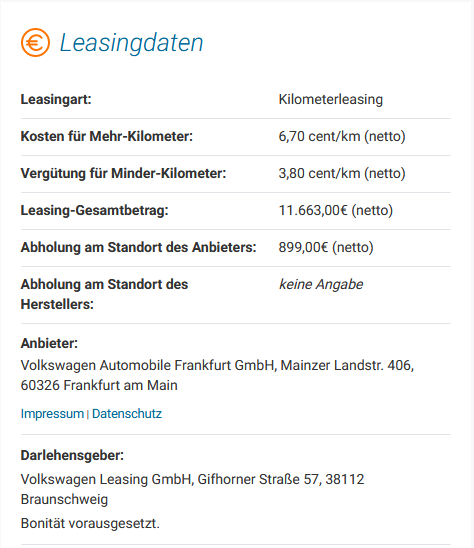 Leasingdaten
Leasingart: Kilometerleasing
Kosten für Mehr-Kilometer: 6,70 cent/km (netto)
Vergütung für Minder-Kilometer: 3,80 cent/km (netto)
Leasing-Gesamtbetrag: 11.663,00€ (netto)
Abholung am Standort des Anbieters: 899,00€ (netto)
Abholung am Standort des keine Angabe
Herstellers:
Anbieter:
Volkswagen Automobile Frankfurt GmbH, Mainzer Landstr. 406,
60326 Frankfurt am Main
Impressum | Datenschutz
Darlehensgeber:
Volkswagen Leasing GmbH, Gifhorner Straße 57, 38112
Braunschweig
Bonität vorausgesetzt.